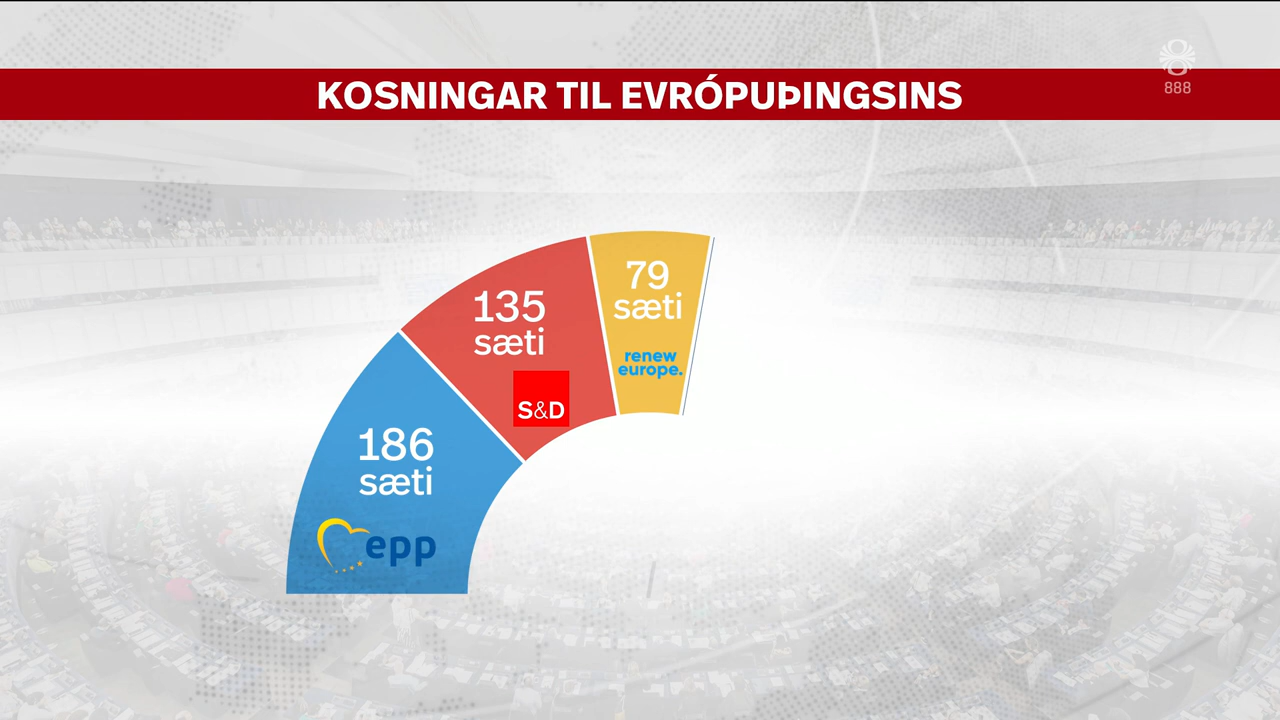 KOSNINGAR TIL EVRÓPUÞINGSINS
888
79
sæti
renew
europe.
135
sæti
S&D
186
sæti
epp